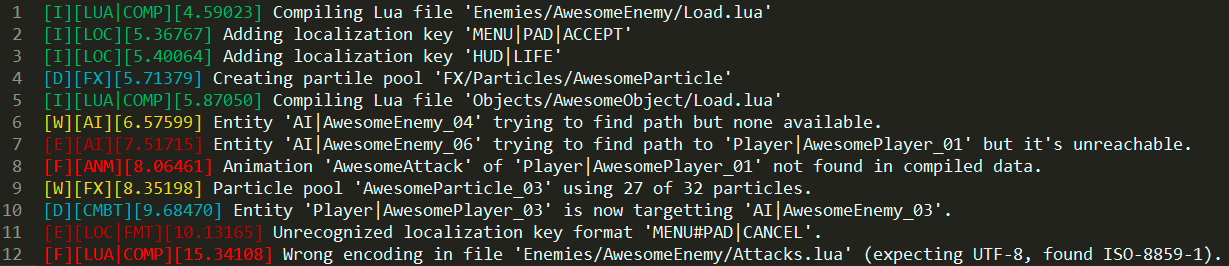 1 [I][LUA|COMP][4.59023] Compiling Lua file 'Enemies/AwesomeEnemy/Load.lua'
2 [I][LOC][5.36767] Adding localization key 'MENU|PAD|ACCEPT'
3 [I][LOC][5.40064] Adding localization key 'HUD|LIFE'
4 [D][FX][5.71379] Creating partile pool 'FX/Particles/AwesomeParticle'
5 [I][LUA|COMP][5.87050] Compiling Lua file 'Objects/AwesomeObject/Load.lua'
6 [W][AI][6.57599] Entity 'AI|AwesomeEnemy_04' trying to find path but none available.
7 [E][AI][7.51715] Entity 'AI|AwesomeEnemy_06' trying to find path to 'Player|AwesomePlayer_01' but it's unreachable.
8 [F][ANM][8.06461] Animation 'AwesomeAttack' of 'Player|AwesomePlayer_01' not found in compiled data.
9 [W][FX][8.35198] Particle pool 'AwesomeParticle_03' using 27 of 32 particles.
10 [D][CMBT][9.68470] Entity 'Player|AwesomePlayer_03' is now targetting 'AI|AwesomeEnemy_03'.
11 [E][LOC|FMT][10.13165] Unrecognized localization key format 'MENU#PAD|CANCEL'.
12 [F][LUA|COMP][15.34108] Wrong encoding in file 'Enemies/AwesomeEnemy/Attacks.lua' (expecting UTF-8, found ISO-8859-1).